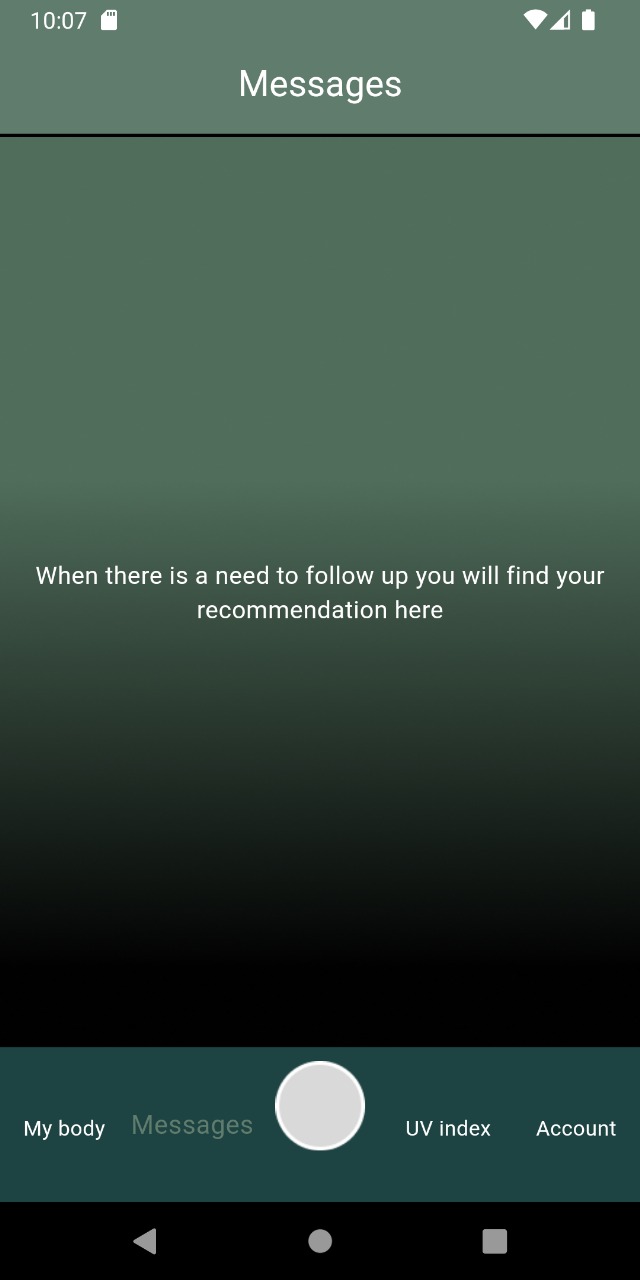 10:07
Messages
When there is a need to follow up you will find your
recommendation here
My body
Messages
UV index
Account